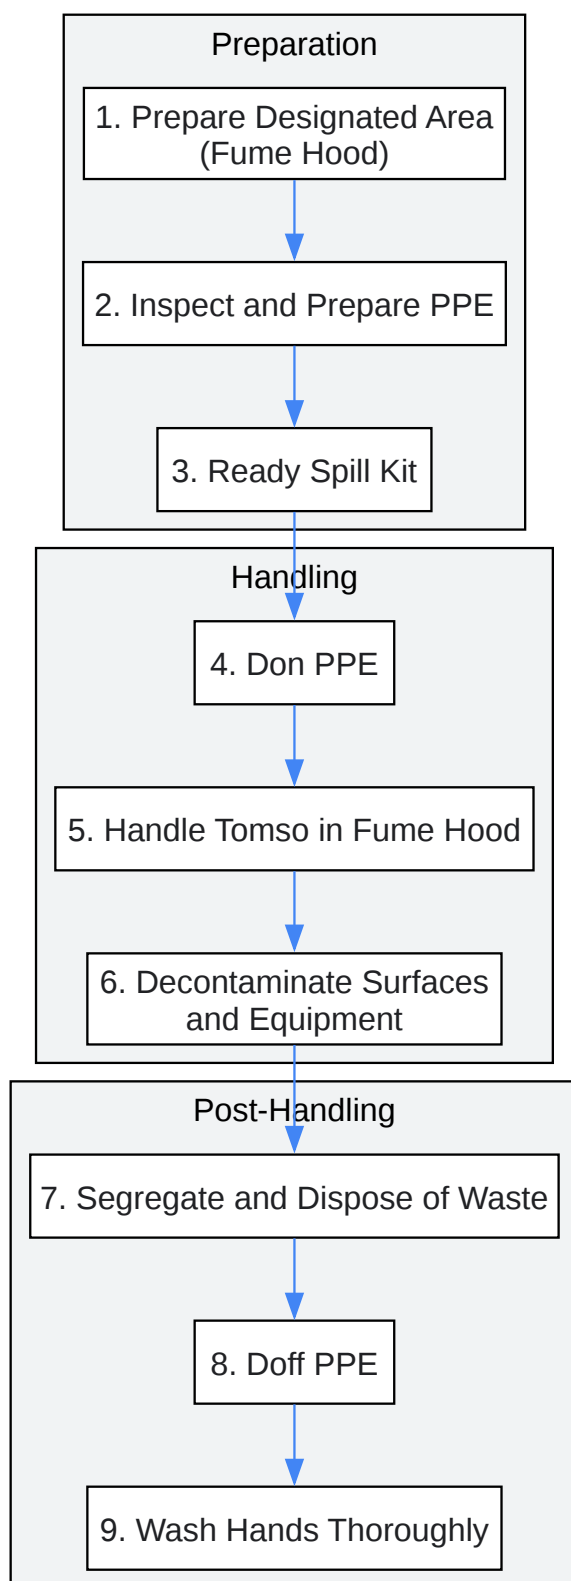 Preparation
1. Prepare Designated Area
(Fume Hood)
2. Inspect and Prepare PPE
3. Ready Spill Kit
Handling
4. Don PPE
5. Handle Tomso in Fume Hood
6. Decontaminate Surfaces
and Equipment
Post-Handling
7. Segregate and Dispose of Waste
8. Doff PPE
9. Wash Hands Thoroughly